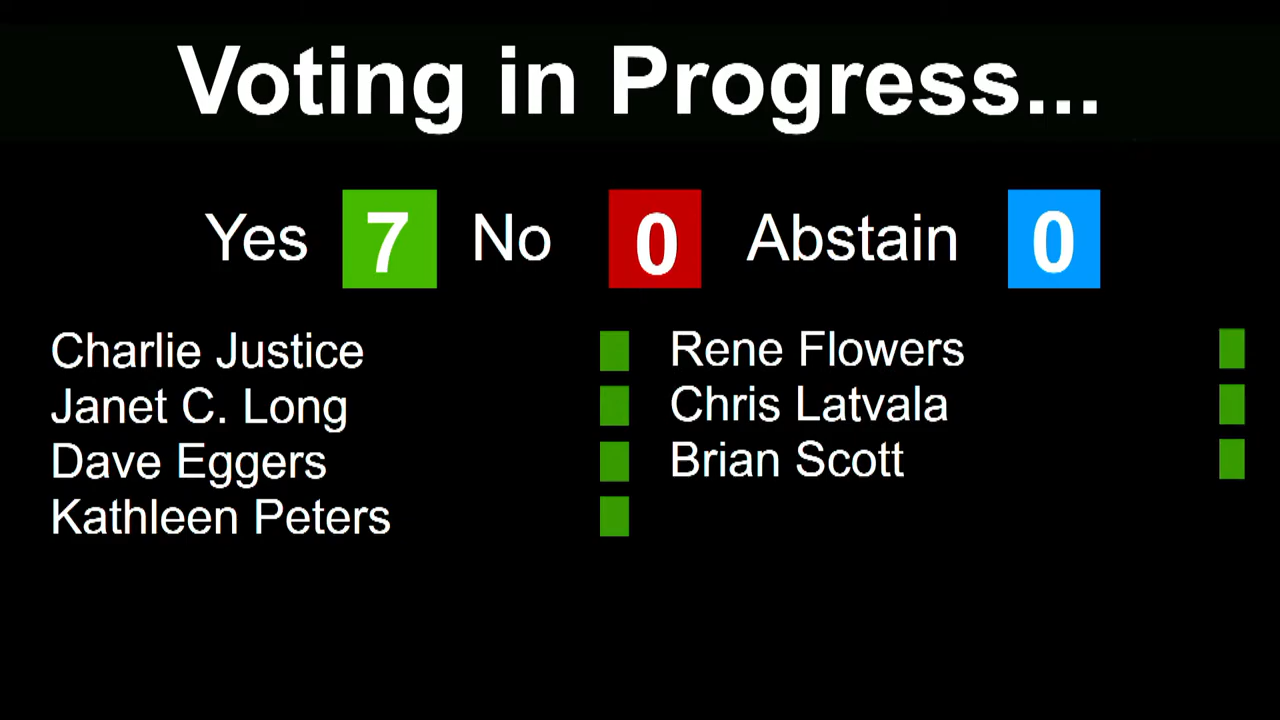 Voting in Progress...
Yes 7 No 0 Abstain 0
Charlie Justice
Janet C. Long
Dave Eggers
Kathleen Peters
Rene Flowers
Chris Latvala
Brian Scott